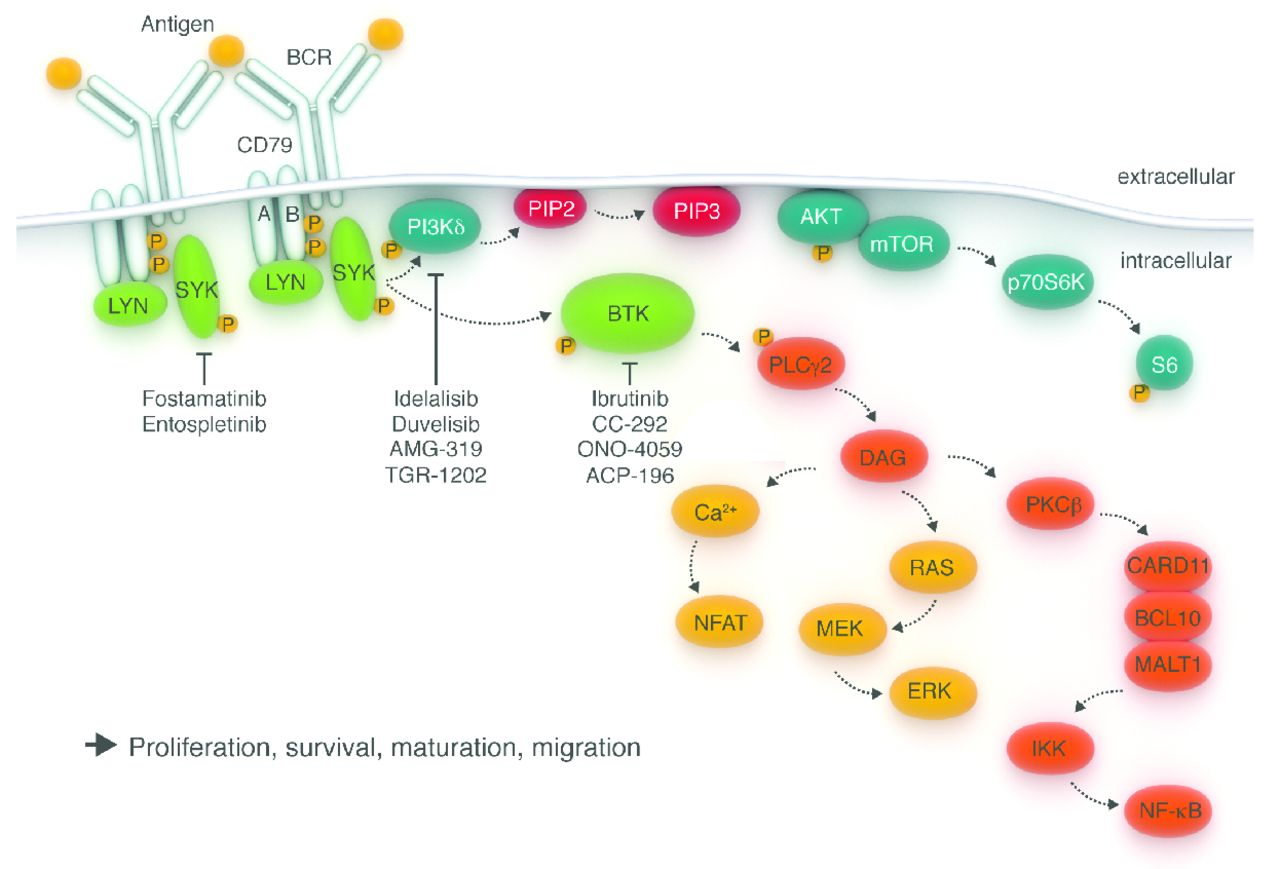 Antigen
BCR
CD79
extracellular
intracellular
A
B
P
P
P
P
LYN
SYK
P
LYN
SYK
P
P
PI3Kδ
PIP2
PIP3
AKT
P
mTOR
p70S6K
S6
P
BTK
P
P
PLCγ2
Fostamatinib
Entospletinib
Idelalisib
Duvelisib
AMG-319
TGR-1202
Ibrutinib
CC-292
ONO-4059
ACP-196
DAG
Ca²⁺
NFAT
RAS
MEK
ERK
PKCβ
CARD11
BCL10
MALT1
IKK
NF-κB
Proliferation, survival, maturation, migration